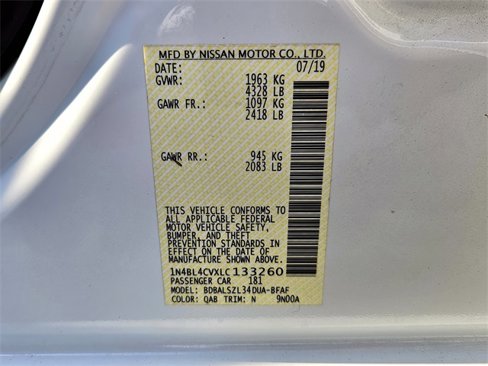 MFD BY NISSAN MOTOR CO., LTD.
DATE: 07/19
GVWR: 1963 KG
4328 LB
GAWR FR.: 1097 KG
2418 LB
GAWR RR.: 945 KG
2083 LB
THIS VEHICLE CONFORMS TO
ALL APPLICABLE FEDERAL
MOTOR VEHICLE SAFETY,
BUMPER, AND THEFT
PREVENTION STANDARDS
IN EFFECT ON THE DATE OF
MANUFACTURE SHOWN ABOVE.
1N4BL4CVXLC133260
PASSENGER CAR 181
MODEL: BDBALSZL34DUA-BFAF
COLOR: QAB TRIM: N 9N00A